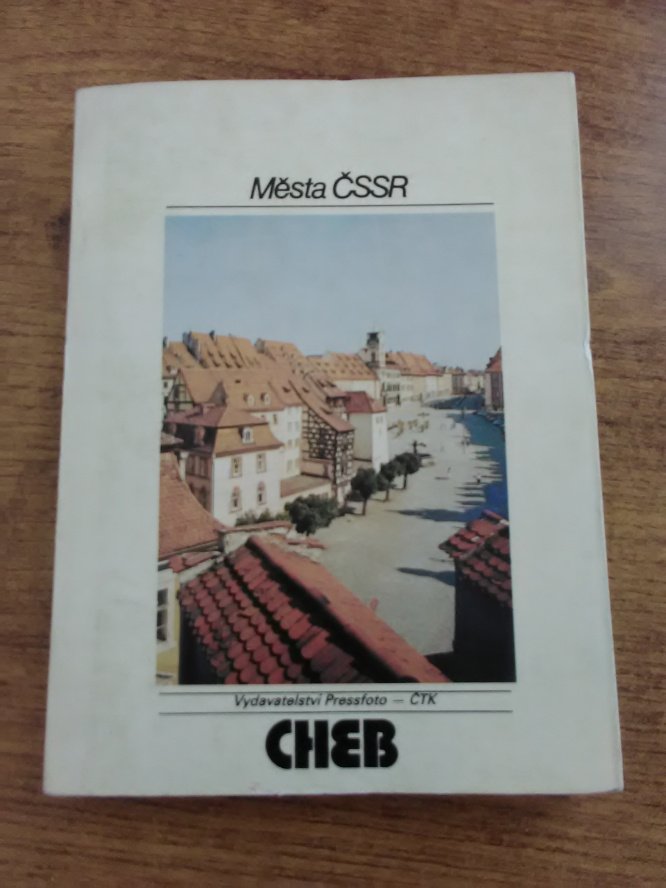 Města ČSSR
Vydavatelství Pressfoto — ČTK
CHEB